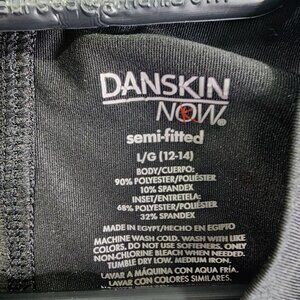 DANSKIN
NOW®
semi-fitted
L/G (12-14)
BODY/CUERPO:
90% POLYESTER/POLIÉSTER
10% SPANDEX
INSET/ENTRETELA:
68% POLYESTER/POLIÉSTER
32% SPANDEX
MADE IN EGYPT/HECHO EN EGIPTO
MACHINE WASH COLD. WASH WITH LIKE
COLORS. DO NOT USE SOFTENERS. ONLY
NON-CHLORINE BLEACH WHEN NEEDED.
TUMBLE DRY LOW. MEDIUM IRON.
LAVAR A MÁQUINA CON AQUA FRÍA.
LAVAR CON COLORES SIMILARES.